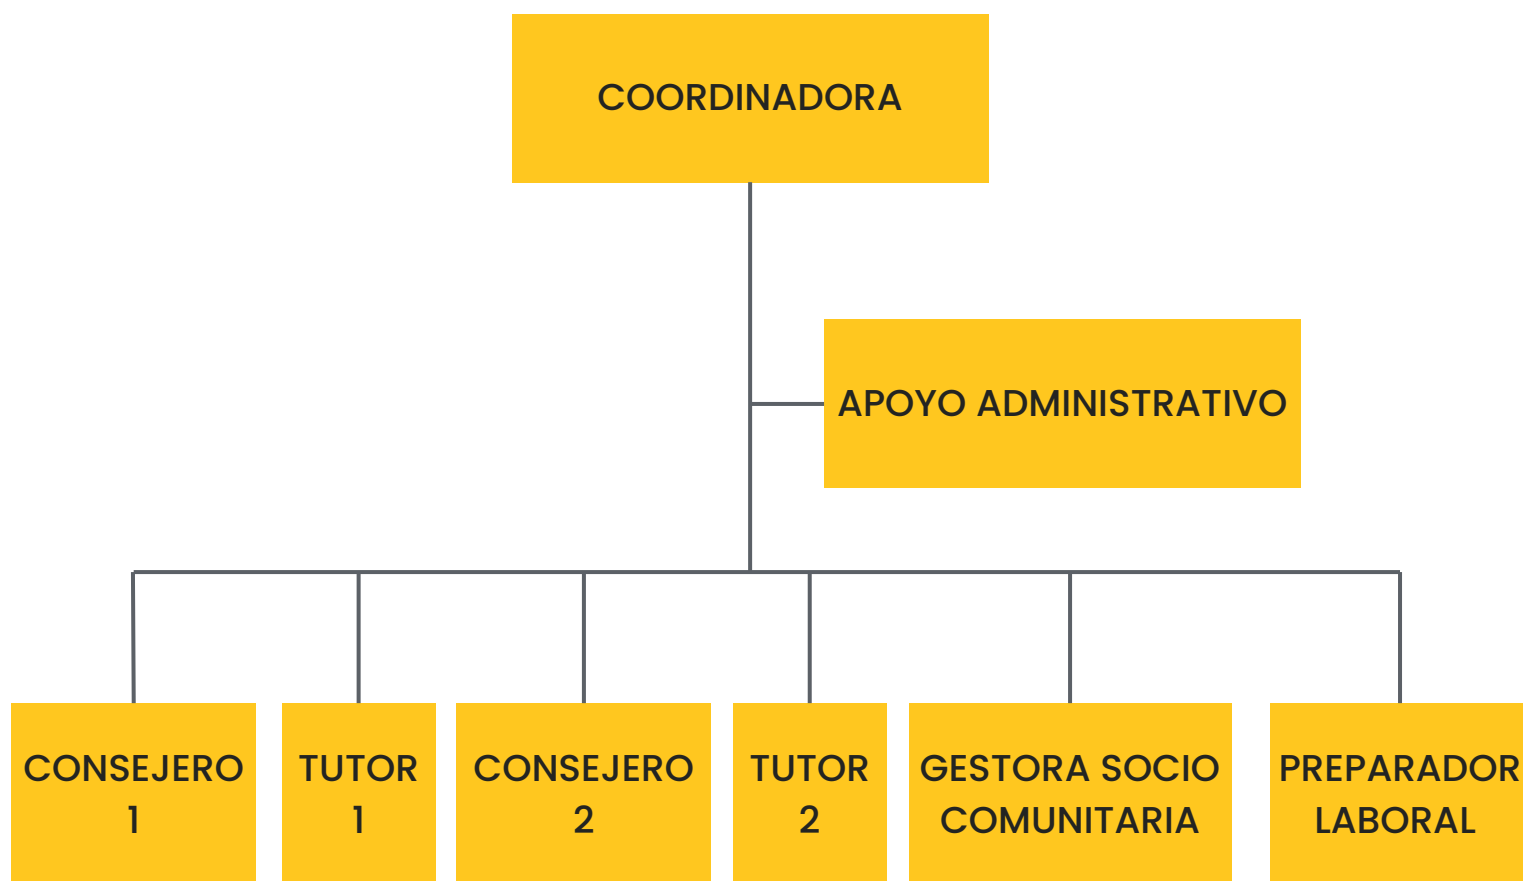 COORDINADORA
APOYO ADMINISTRATIVO
CONSEJERO
1
TUTOR
1
CONSEJERO
2
TUTOR
2
GESTORA SOCIO
COMUNITARIA
PREPARADOR
LABORAL